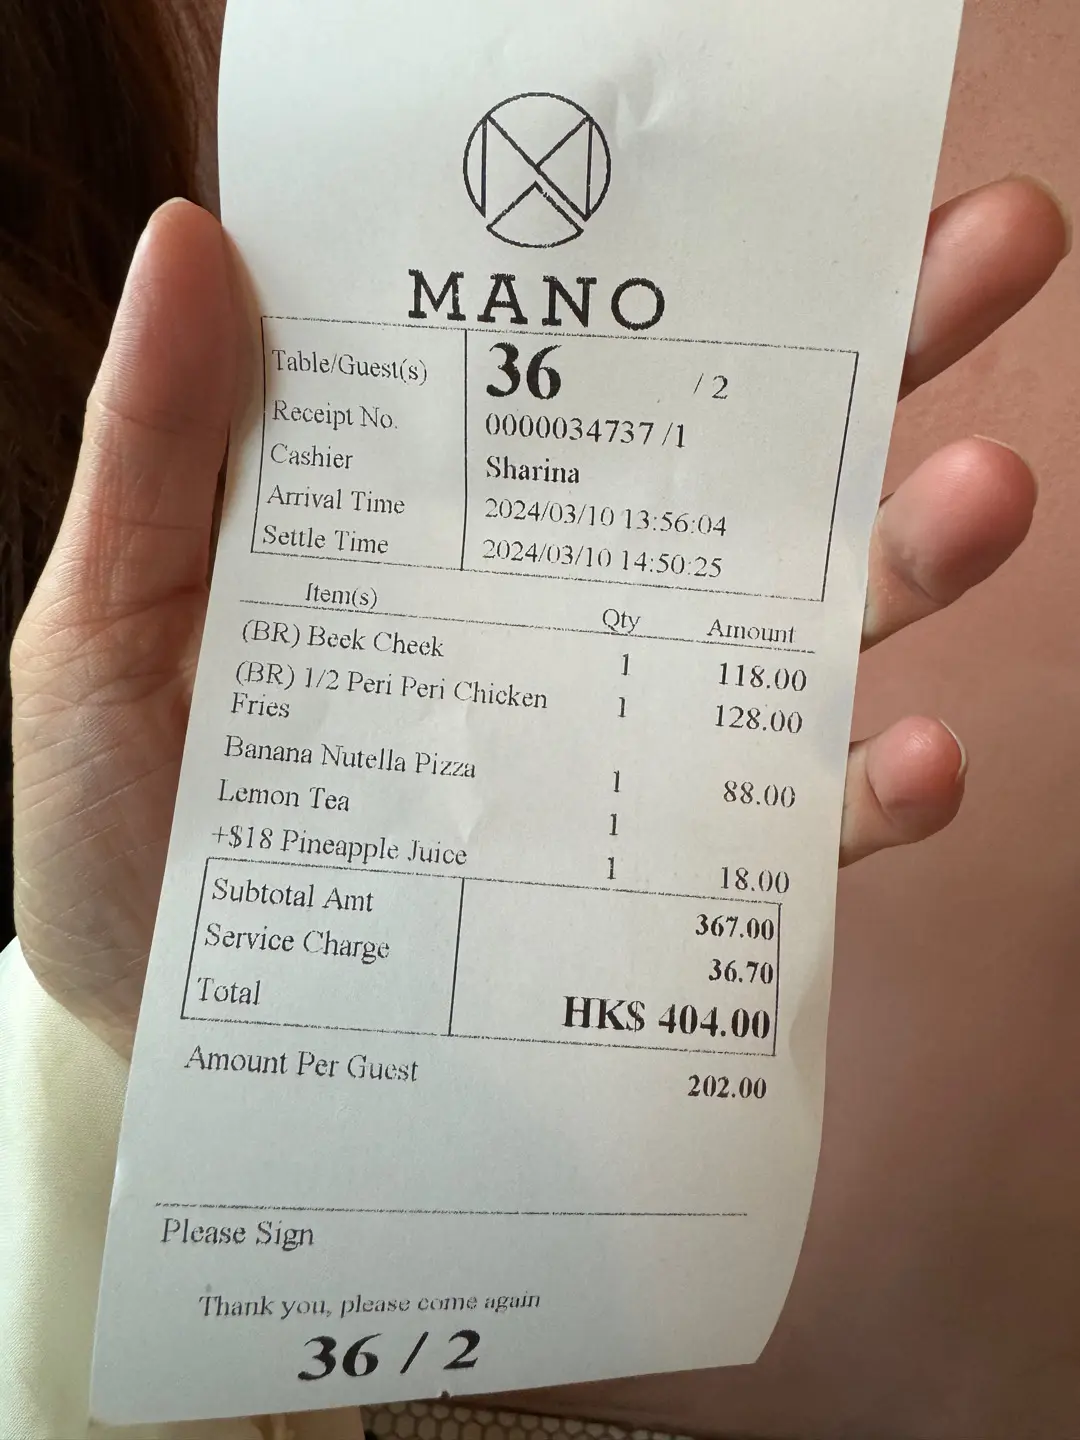 MANO
Table/Guest(s) 36 / 2
Receipt No. 0000034737 /1
Cashier Sharina
Arrival Time 2024/03/10 13:56:04
Settle Time 2024/03/10 14:50:25
Item(s) Qty Amount
(BR) Beek Cheek 1 118.00
(BR) 1/2 Peri Peri Chicken 1 128.00
Fries
Banana Nutella Pizza 1 88.00
Lemon Tea 1
+$18 Pineapple Juice 1 18.00
Subtotal Amt 367.00
Service Charge 36.70
Total HK$ 404.00
Amount Per Guest 202.00
Please Sign
Thank you, please come again
36 / 2